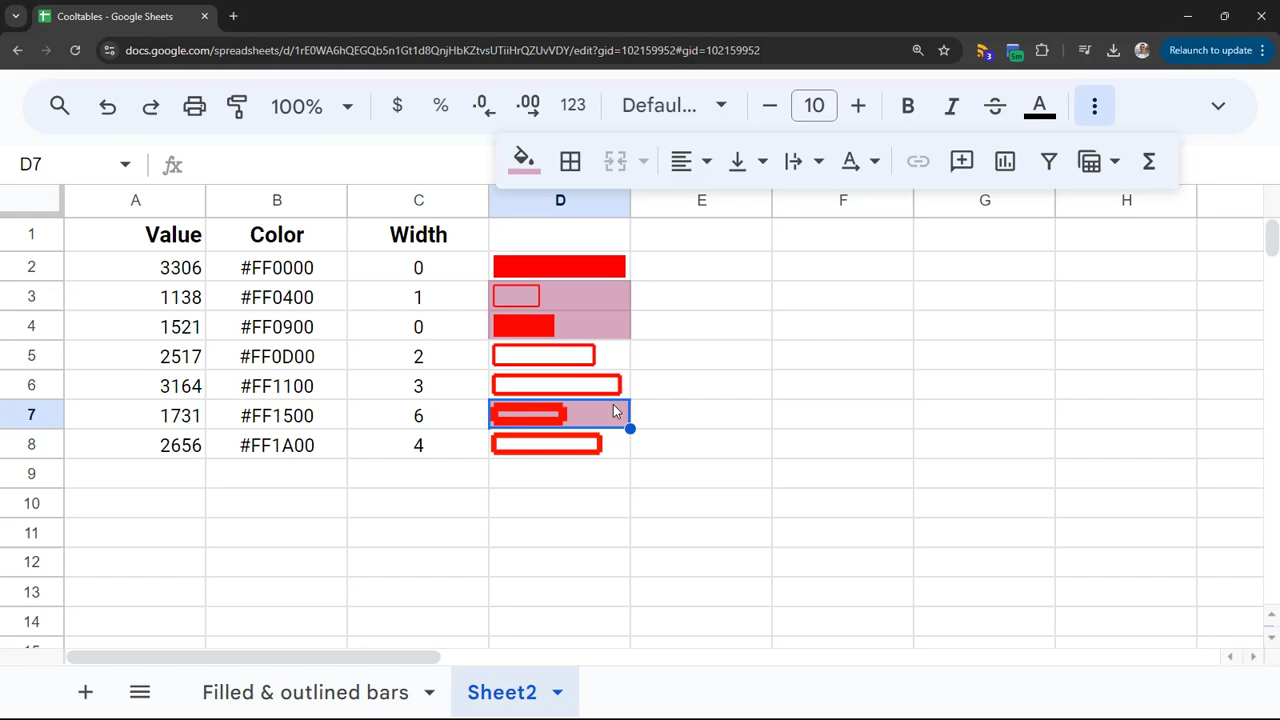 Cooltables - Google Sheets
docs.google.com/spreadsheets/d/1rE0WA6hQEGQb5n1Gt1d8QnjHbKZtvsUTiiHrQZUvVDY/edit?gid=102159952#gid=102159952
3
5m
Relaunch to update
100%
$
%
.0
.00
123
Defaul...
10
B
I
S
A
D7
fx
A
Σ
A B C D E F G H
1 Value Color Width
2 3306 #FF0000 0
3 1138 #FF0400 1
4 1521 #FF0900 0
5 2517 #FF0D00 2
6 3164 #FF1100 3
7 1731 #FF1500 6
8 2656 #FF1A00 4
9
10
11
12
13
14
Filled & outlined bars
Sheet2